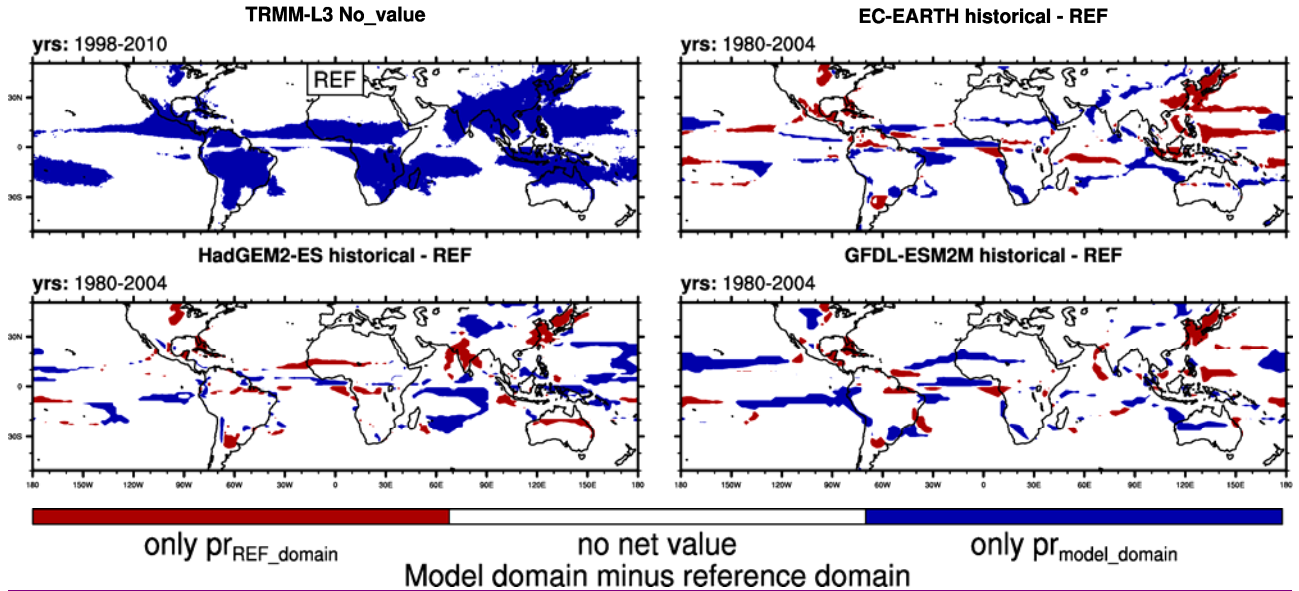 TRMM-L3 No_value
EC-EARTH historical - REF
yrs: 1998-2010
yrs: 1980-2004
REF
30N
0
30S
HadGEM2-ES historical - REF
GFDL-ESM2M historical - REF
yrs: 1980-2004
yrs: 1980-2004
30N
0
30S
180 150W 120W 90W 60W 30W 0 30E 60E 90E 120E 150E 180
180 150W 120W 90W 60W 30W 0 30E 60E 90E 120E 150E 180
only prREF_domain
no net value
only prmodel_domain
Model domain minus reference domain